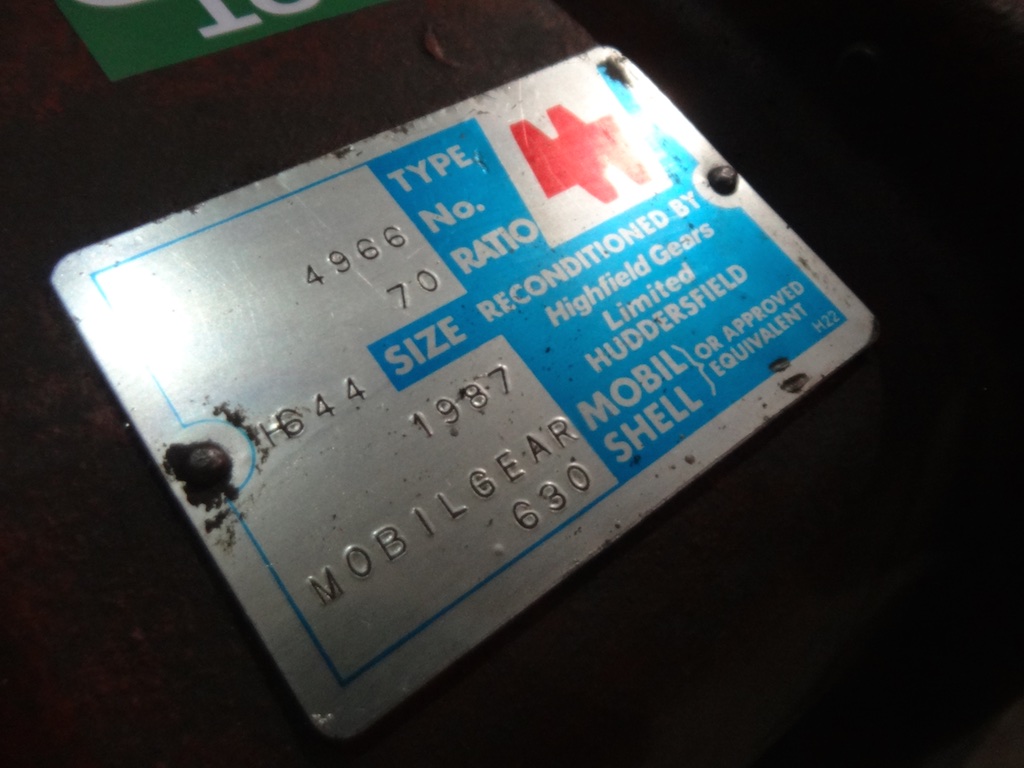 TYPE
4966 No.
70 RATIO
H644 SIZE
RECONDITIONED BY
Highfield Gears
Limited
1987 HUDDERSFIELD
MOBILGEAR MOBIL OR APPROVED
630 SHELL EQUIVALENT
H22